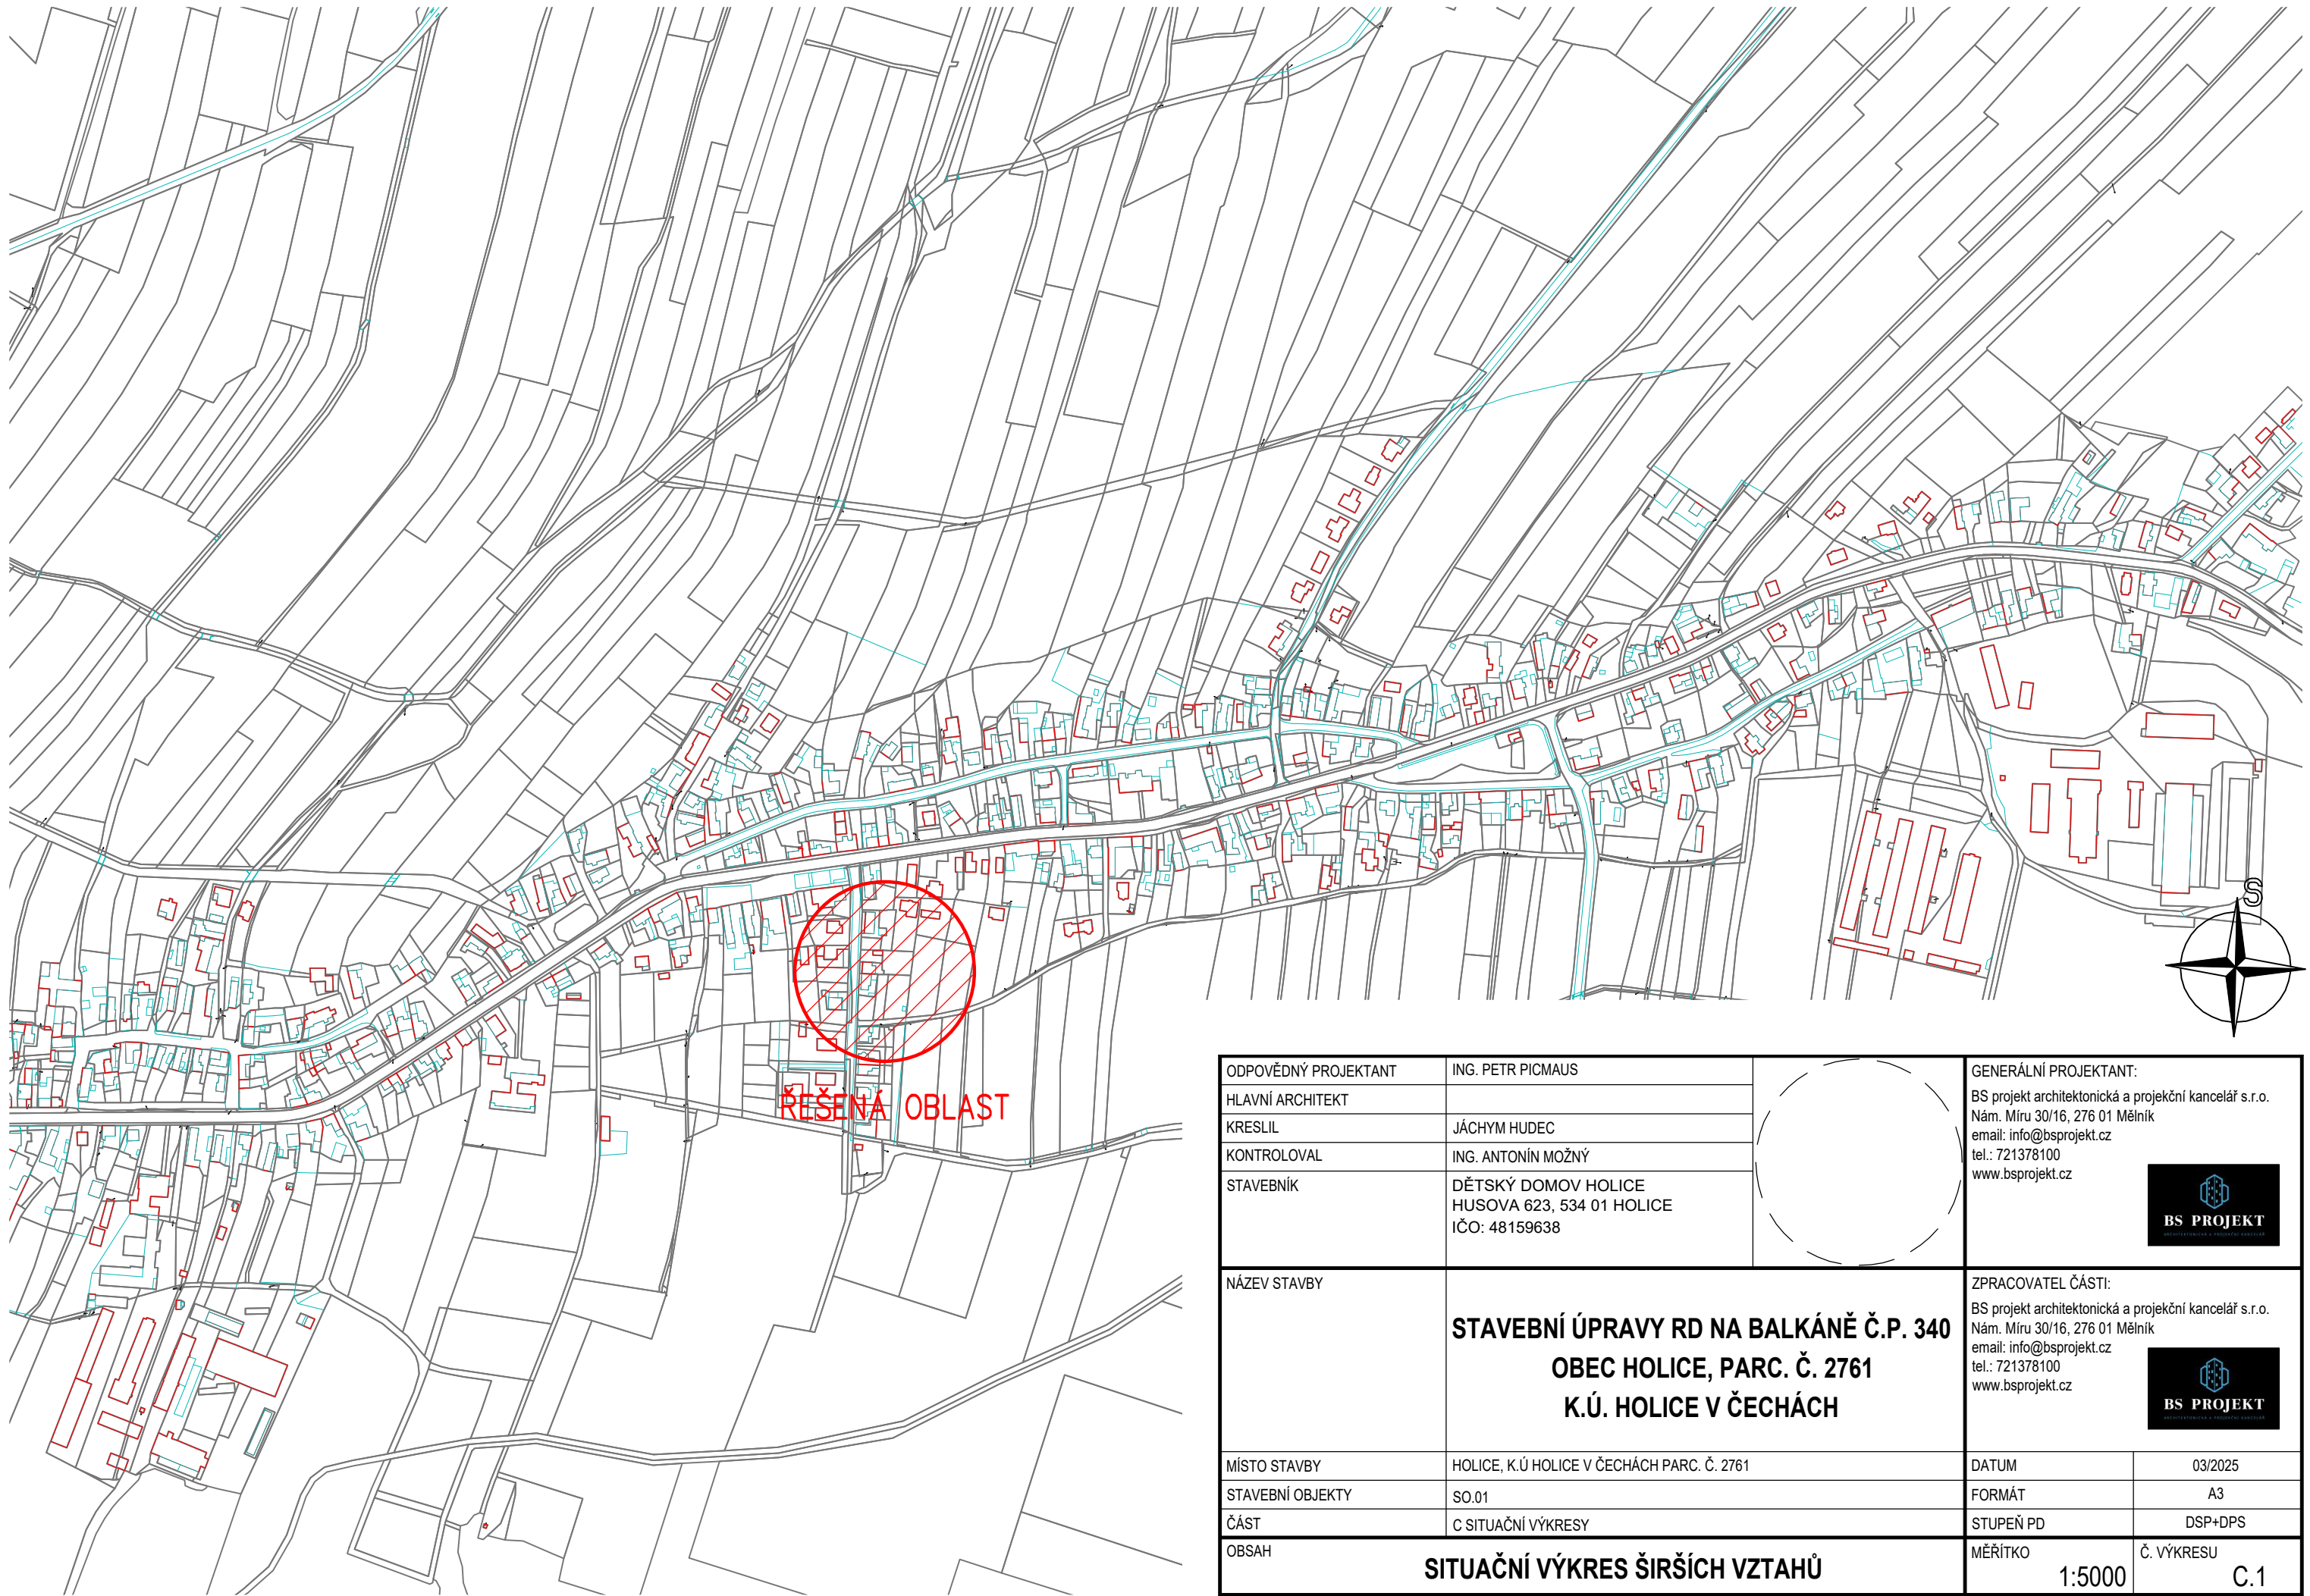 S
ŘEŠENÁ OBLAST
ODPOVĚDNÝ PROJEKTANT ING. PETR PICMAUS
HLAVNÍ ARCHITEKT
KRESLIL JÁCHYM HUDEC
KONTROLOVAL ING. ANTONÍN MOŽNÝ
STAVEBNÍK DĚTSKÝ DOMOV HOLICE
HUSOVA 623, 534 01 HOLICE
IČO: 48159638
GENERÁLNÍ PROJEKTANT:
BS projekt architektonická a projekční kancelář s.r.o.
Nám. Míru 30/16, 276 01 Mělník
email: info@bsprojekt.cz
tel.: 721378100
www.bsprojekt.cz
BS PROJEKT
ARCHITEKTONICKÁ A PROJEKČNÍ KANCELÁŘ
NÁZEV STAVBY
STAVEBNÍ ÚPRAVY RD NA BALKÁNĚ Č.P. 340
OBEC HOLICE, PARC. Č. 2761
K.Ú. HOLICE V ČECHÁCH
ZPRACOVATEL ČÁSTI:
BS projekt architektonická a projekční kancelář s.r.o.
Nám. Míru 30/16, 276 01 Mělník
email: info@bsprojekt.cz
tel.: 721378100
www.bsprojekt.cz
BS PROJEKT
ARCHITEKTONICKÁ A PROJEKČNÍ KANCELÁŘ
MÍSTO STAVBY HOLICE, K.Ú HOLICE V ČECHÁCH PARC. Č. 2761
DATUM 03/2025
STAVEBNÍ OBJEKTY SO.01
FORMÁT A3
ČÁST C SITUAČNÍ VÝKRESY
STUPEŇ PD DSP+DPS
OBSAH
SITUAČNÍ VÝKRES ŠIRŠÍCH VZTAHŮ
MĚŘÍTKO 1:5000
Č. VÝKRESU C.1